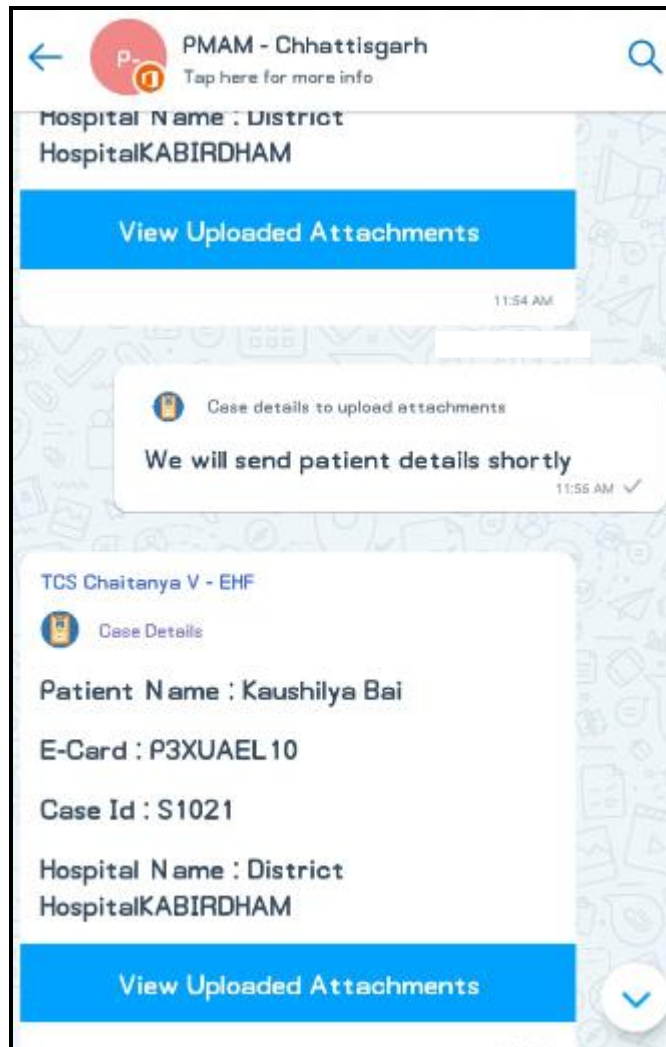 P-
PMAM - Chhattisgarh
Tap here for more info
Hospital Name : District
HospitalKABIRDHAM
View Uploaded Attachments
11:54 AM
Case details to upload attachments
We will send patient details shortly
11:56 AM
TCS Chaitanya V - EHF
Case Details
Patient Name : Kaushilya Bai
E-Card : P3XUAEL10
Case Id : S1021
Hospital Name : District
HospitalKABIRDHAM
View Uploaded Attachments